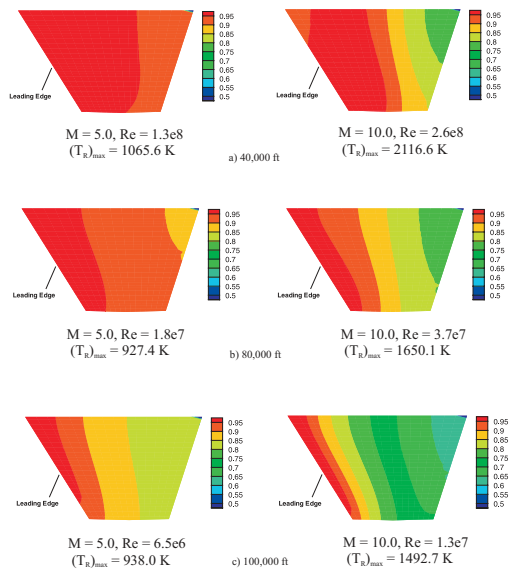 0.95
0.9
0.85
0.8
0.75
0.7
0.65
0.6
0.55
0.5
Leading Edge
M = 5.0, Re = 1.3e8
(T_R)_max = 1065.6 K
0.95
0.9
0.85
0.8
0.75
0.7
0.65
0.6
0.55
0.5
Leading Edge
M = 10.0, Re = 2.6e8
(T_R)_max = 2116.6 K
a) 40,000 ft
0.95
0.9
0.85
0.8
0.75
0.7
0.65
0.6
0.55
0.5
Leading Edge
M = 5.0, Re = 1.8e7
(T_R)_max = 927.4 K
0.95
0.9
0.85
0.8
0.75
0.7
0.65
0.6
0.55
0.5
Leading Edge
M = 10.0, Re = 3.7e7
(T_R)_max = 1650.1 K
b) 80,000 ft
0.95
0.9
0.85
0.8
0.75
0.7
0.65
0.6
0.55
0.5
Leading Edge
M = 5.0, Re = 6.5e6
(T_R)_max = 938.0 K
0.95
0.9
0.85
0.8
0.75
0.7
0.65
0.6
0.55
0.5
Leading Edge
M = 10.0, Re = 1.3e7
(T_R)_max = 1492.7 K
c) 100,000 ft